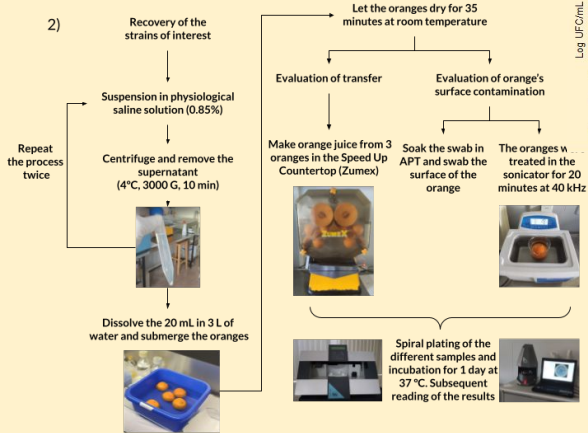 2)
Recovery of the
strains of interest
Suspension in physiological
saline solution (0.85%)
Repeat
the process
twice
Centrifuge and remove the
supernatant
(4°C, 3000 G, 10 min)
Dissolve the 20 mL in 3 L of
water and submerge the oranges
Let the oranges dry for 35
minutes at room temperature
Evaluation of transfer
Evaluation of orange's
surface contamination
Make orange juice from 3
oranges in the Speed Up
Countertop (Zumex)
ZUMEX
Soak the swab in
APT and swab the
surface of the
orange
The oranges
treated in the
sonicator for 20
minutes at 40 kHz
Spiral plating of the
different samples and
incubation for 1 day at
37 °C. Subsequent
reading of the results
Log UFC/mL